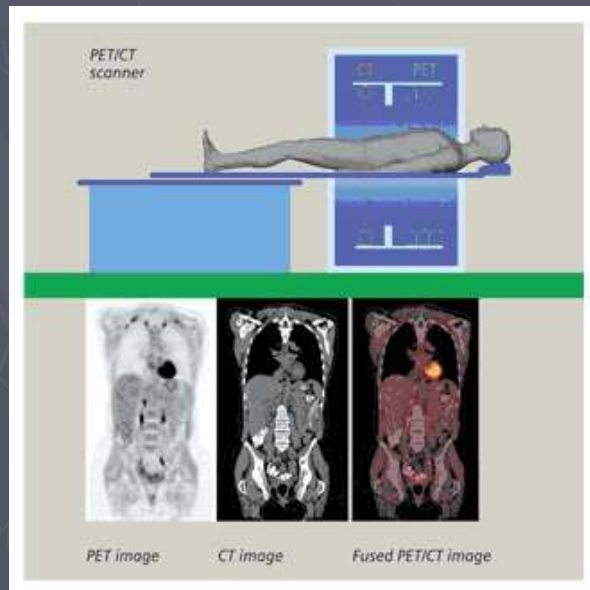 PET/CT
scanner
CT PET
PET image CT image Fused PET/CT image